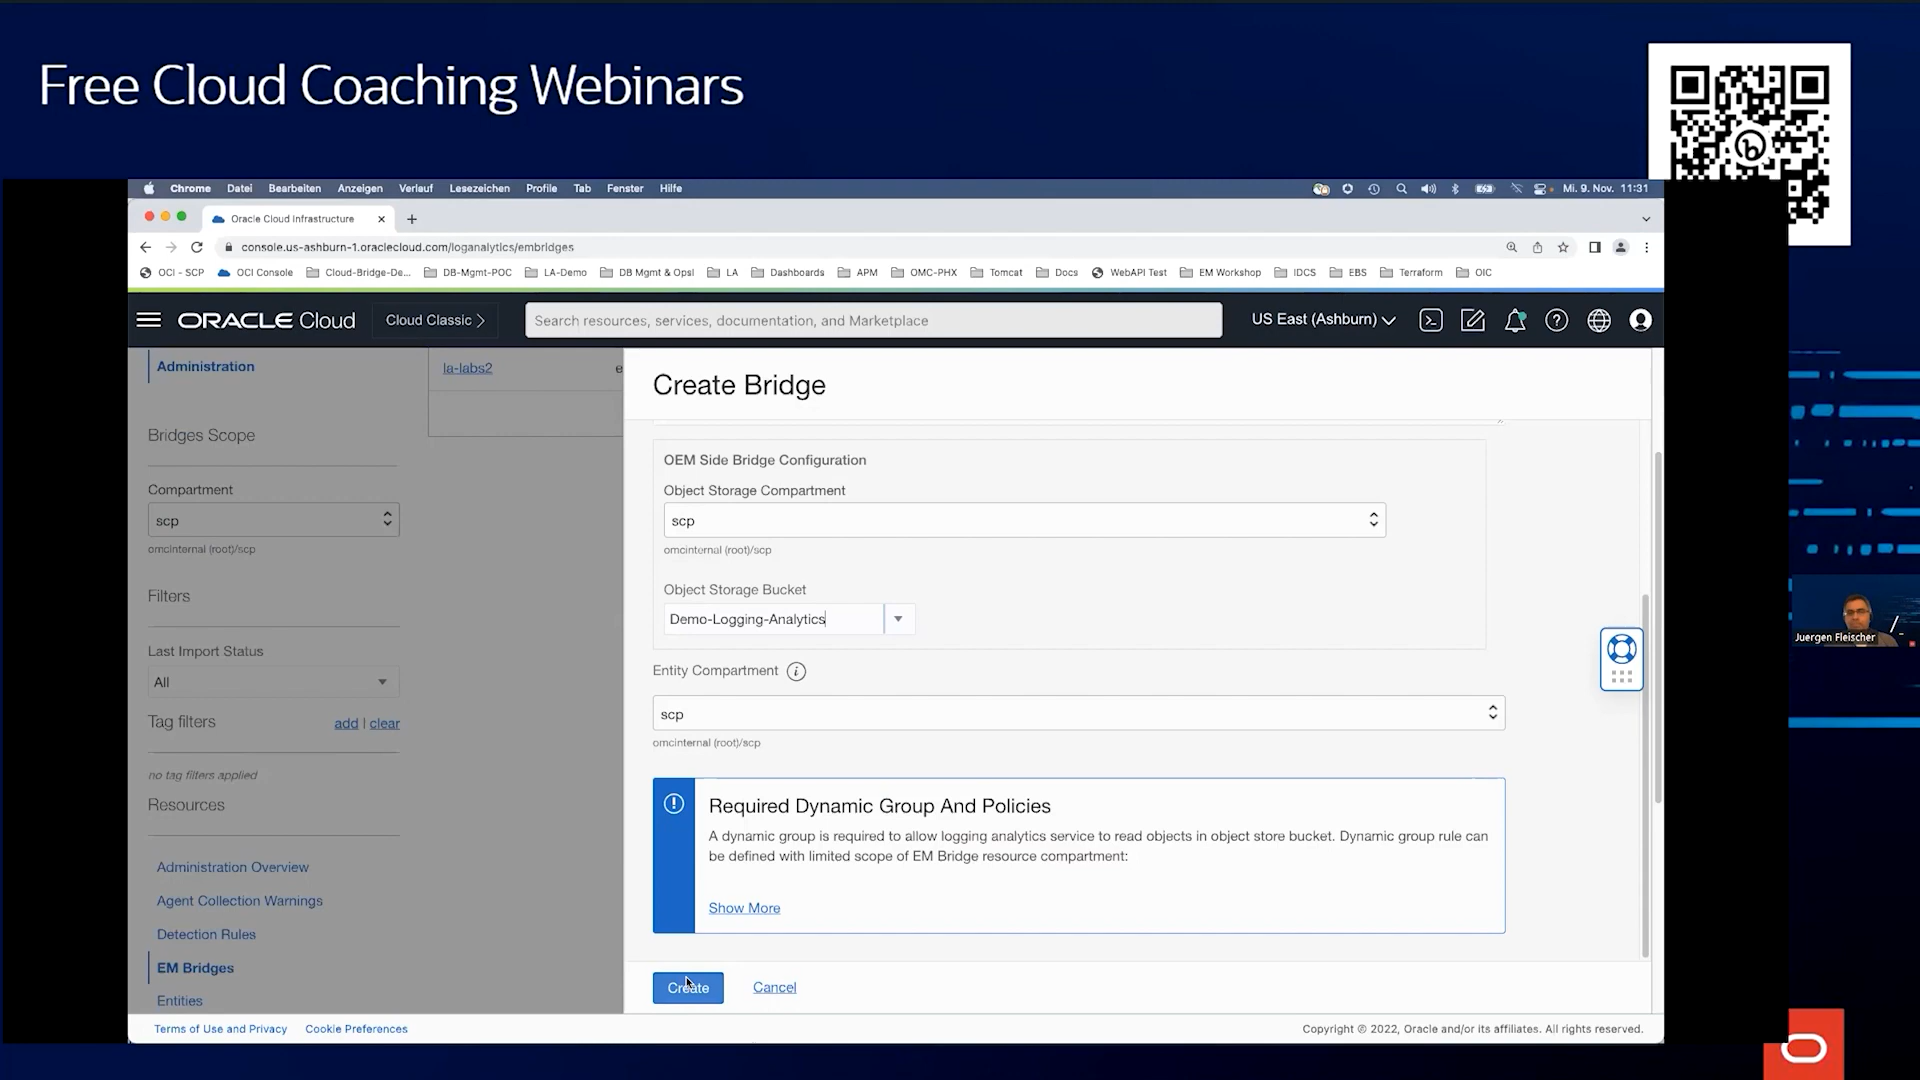 Free Cloud Coaching Webinars
Chrome Datei Bearbeiten Anzeigen Verlauf Lesezeichen Profile Tab Fenster Hilfe Mi. 9. Nov. 11:31
Oracle Cloud Infrastructure
console.us-ashburn-1.oraclecloud.com/loganalytics/embridges
OCI - SCP OCI Console Cloud-Bridge-De... DB-Mgmt-POC LA-Demo DB Mgmt & OpsI LA Dashboards APM OMC-PHX Tomcat Docs WebAPI Test EM Workshop IDCS EBS Terraform OIC
ORACLE Cloud Cloud Classic Search resources, services, documentation, and Marketplace US East (Ashburn)
Administration
Bridges Scope
Compartment
scp
omcinternal (root)/scp
Filters
Last Import Status
All
Tag filters add | clear
no tag filters applied
Resources
Administration Overview
Agent Collection Warnings
Detection Rules
EM Bridges
Entities
la-labs2 e
Create Bridge
OEM Side Bridge Configuration
Object Storage Compartment
scp
omcinternal (root)/scp
Object Storage Bucket
Demo-Logging-Analytics
Entity Compartment
scp
omcinternal (root)/scp
Required Dynamic Group And Policies
A dynamic group is required to allow logging analytics service to read objects in object store bucket. Dynamic group rule can
be defined with limited scope of EM Bridge resource compartment:
Show More
Create Cancel
Juergen Fleischer
Terms of Use and Privacy Cookie Preferences Copyright © 2022, Oracle and/or its affiliates. All rights reserved.